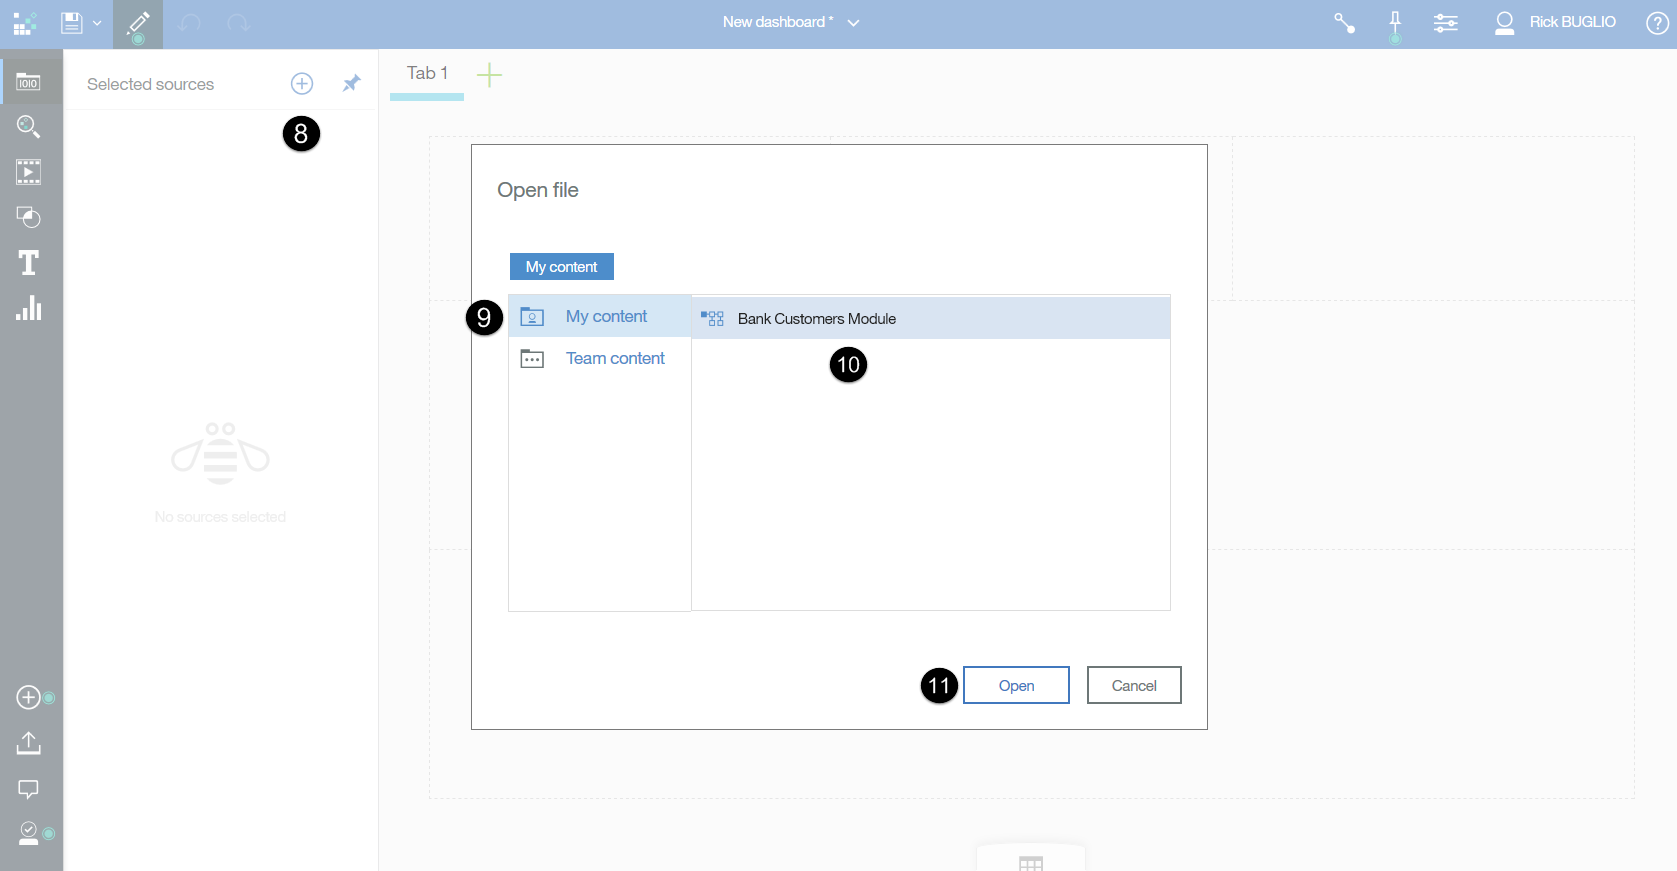 New dashboard *
Rick BUGLIO
?
1010
Selected sources
Tab 1
8
Open file
My content
9
My content
Bank Customers Module
Team content
10
T
No sources selected
11
Open
Cancel